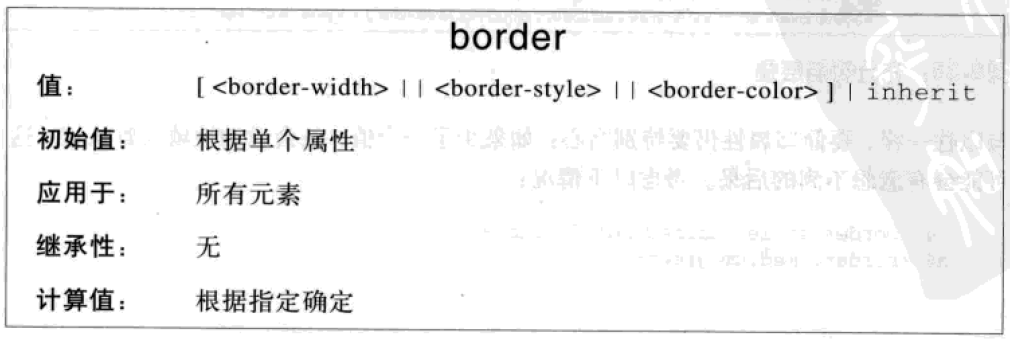 border
值： [ <border-width> || <border-style> || <border-color> ] | inherit
初始值： 根据单个属性
应用于： 所有元素
继承性： 无
计算值： 根据指定确定